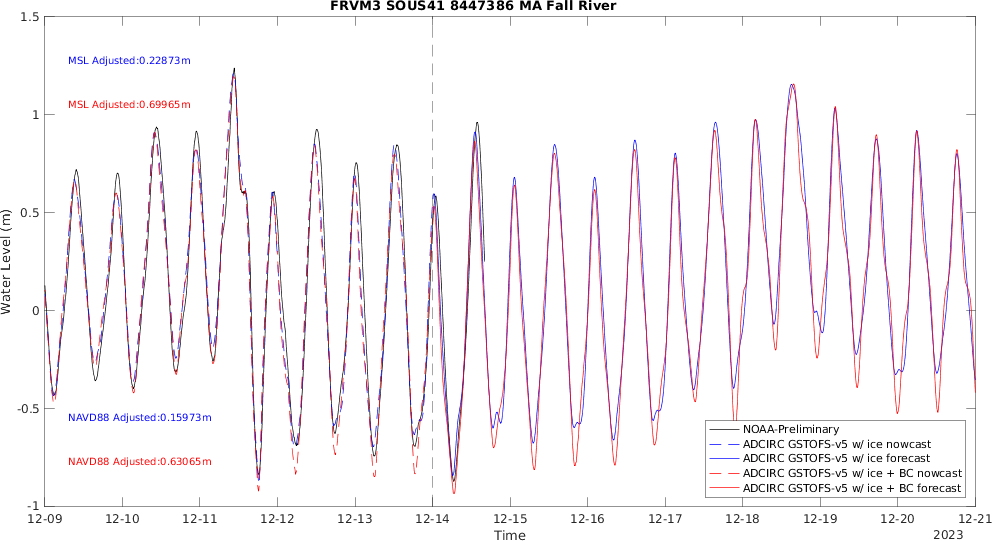 FRVM3 SOUS41 8447386 MA Fall River
1.5
1
0.5
0
-0.5
-1
Water Level (m)
MSL Adjusted:0.22873m
MSL Adjusted:0.69965m
NAVD88 Adjusted:0.15973m
NAVD88 Adjusted:0.63065m
NOAA-Preliminary
ADCIRC GSTOFS-v5 w/ ice nowcast
ADCIRC GSTOFS-v5 w/ ice forecast
ADCIRC GSTOFS-v5 w/ ice + BC nowcast
ADCIRC GSTOFS-v5 w/ ice + BC forecast
12-09 12-10 12-11 12-12 12-13 12-14 12-15 12-16 12-17 12-18 12-19 12-20 12-21
Time
2023